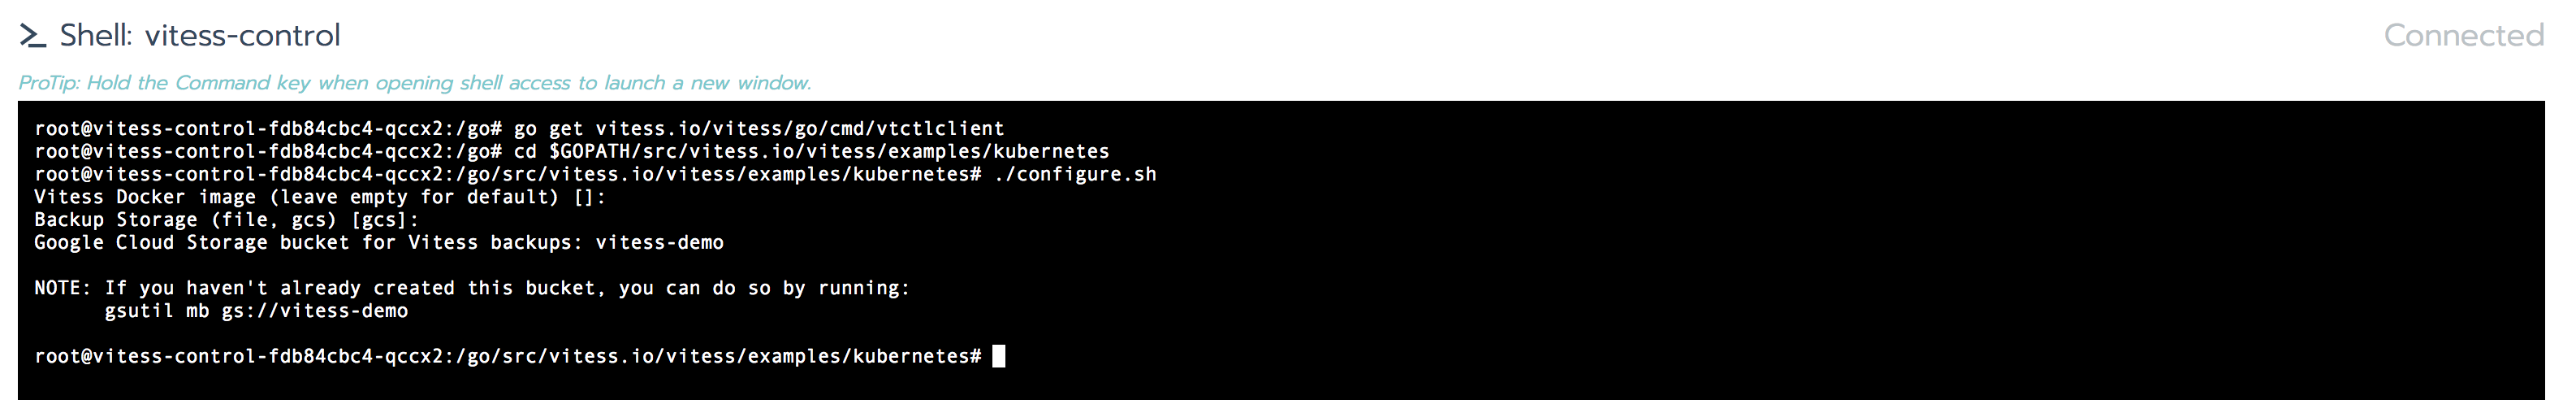 Shell: vitess-control
Connected
ProTip: Hold the Command key when opening shell access to launch a new window.
root@vitess-control-fdb84cbc4-qccx2:/go# go get vitess.io/vitess/go/cmd/vtctlclient
root@vitess-control-fdb84cbc4-qccx2:/go# cd $GOPATH/src/vitess.io/vitess/examples/kubernetes
root@vitess-control-fdb84cbc4-qccx2:/go/src/vitess.io/vitess/examples/kubernetes# ./configure.sh
Vitess Docker image (leave empty for default) []:
Backup Storage (file, gcs) [gcs]:
Google Cloud Storage bucket for Vitess backups: vitess-demo
NOTE: If you haven't already created this bucket, you can do so by running:
gsutil mb gs://vitess-demo
root@vitess-control-fdb84cbc4-qccx2:/go/src/vitess.io/vitess/examples/kubernetes#